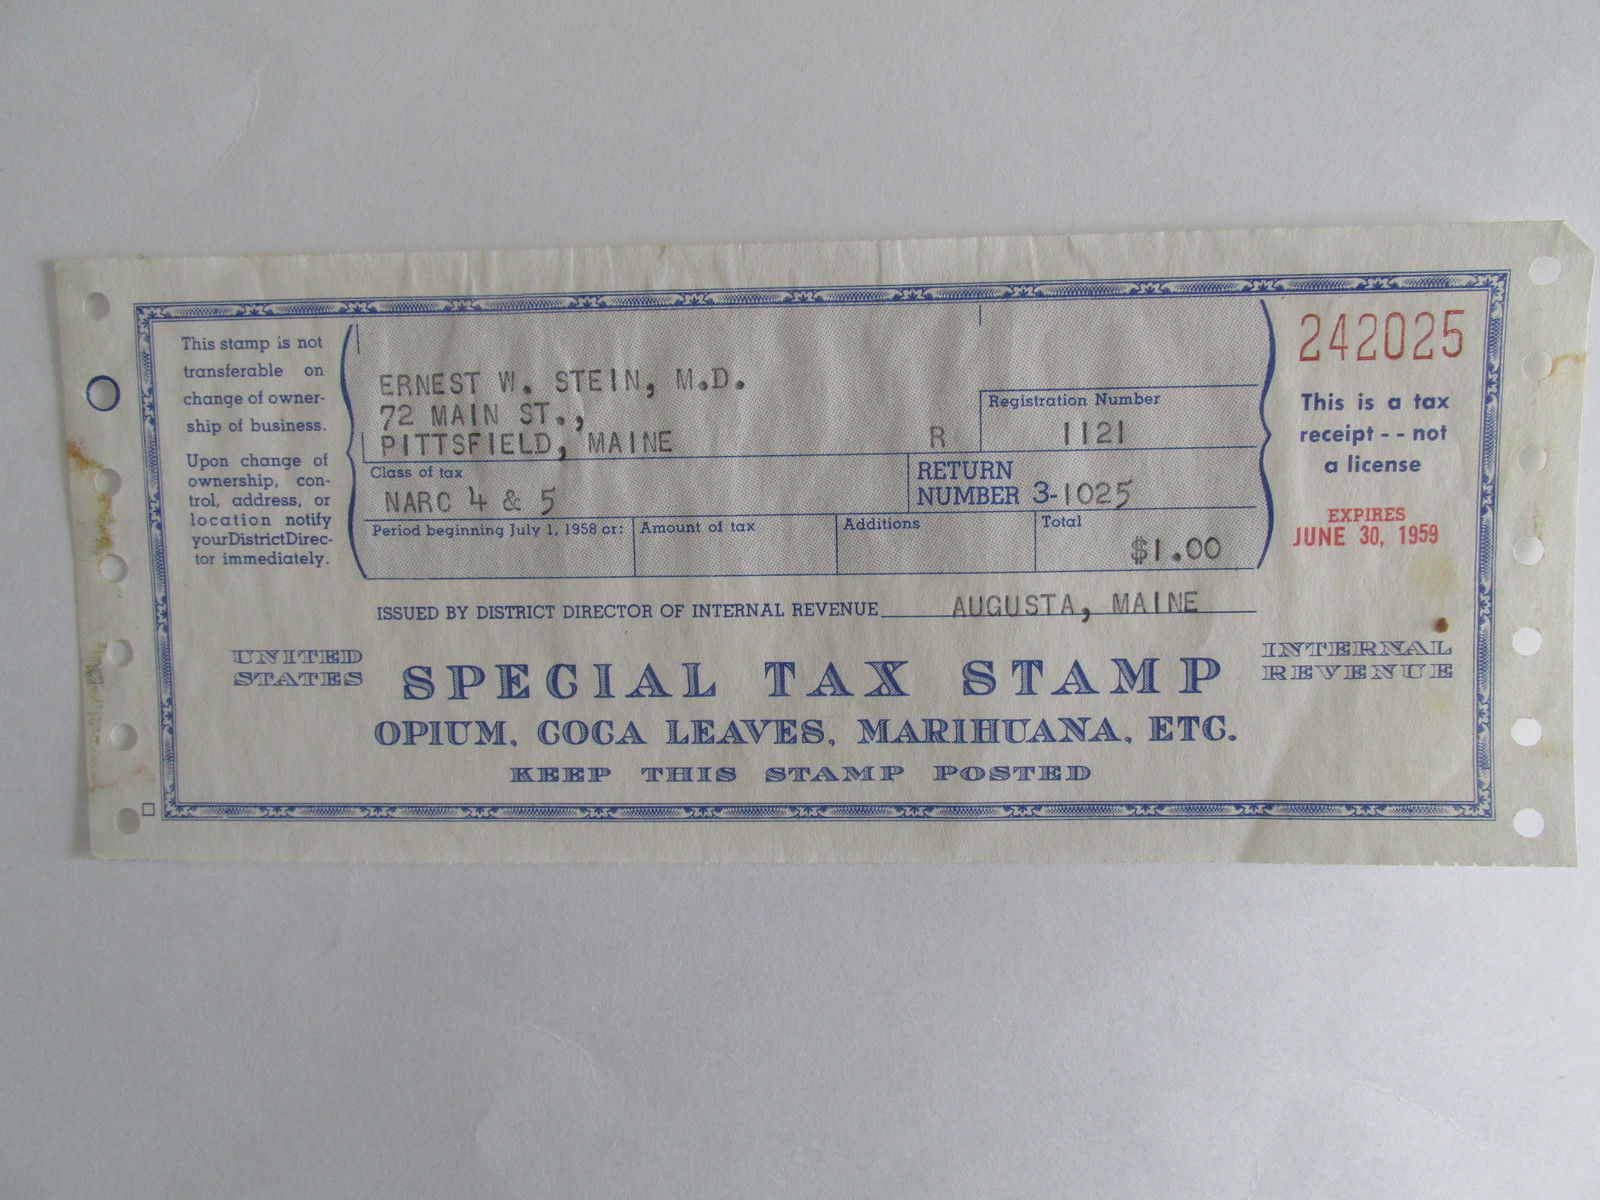 This stamp is not
transferable on
change of owner-
ship of business.
Upon change of
ownership, con-
trol, address, or
location notify
yourDistrictDirec-
tor immediately.
ERNEST W. STEIN, M.D.
72 MAIN ST.,
PITTSFIELD, MAINE R
Registration Number
1121
Class of tax
NARC 4 & 5
RETURN
NUMBER 3-1025
Period beginning July 1, 1958 or:
Amount of tax
Additions
Total
$1.00
242025
This is a tax
receipt -- not
a license
EXPIRES
JUNE 30, 1959
ISSUED BY DISTRICT DIRECTOR OF INTERNAL REVENUE AUGUSTA, MAINE
UNITED
STATES
SPECIAL TAX STAMP
INTERNAL
REVENUE
OPIUM, COCA LEAVES, MARIHUANA, ETC.
KEEP THIS STAMP POSTED